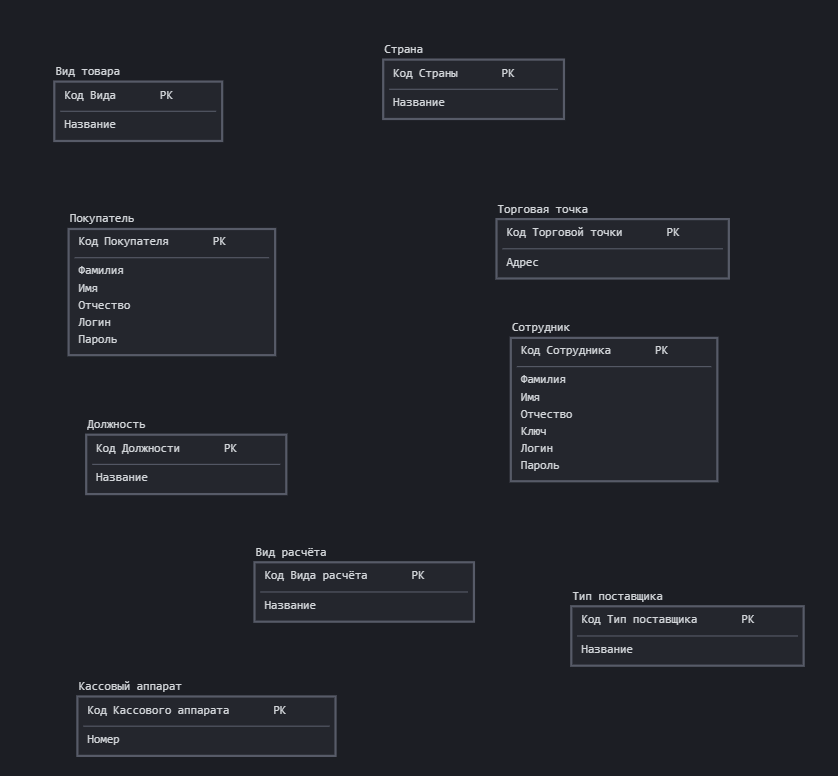 Страна
Код Страны PK
Название
Вид товара
Код Вида PK
Название
Торговая точка
Код Торговой точки PK
Адрес
Покупатель
Код Покупателя PK
Фамилия
Имя
Отчество
Логин
Пароль
Сотрудник
Код Сотрудника PK
Фамилия
Имя
Отчество
Ключ
Логин
Пароль
Должность
Код Должности PK
Название
Вид расчёта
Код Вида расчёта PK
Название
Тип поставщика
Код Тип поставщика PK
Название
Кассовый аппарат
Код Кассового аппарата PK
Номер